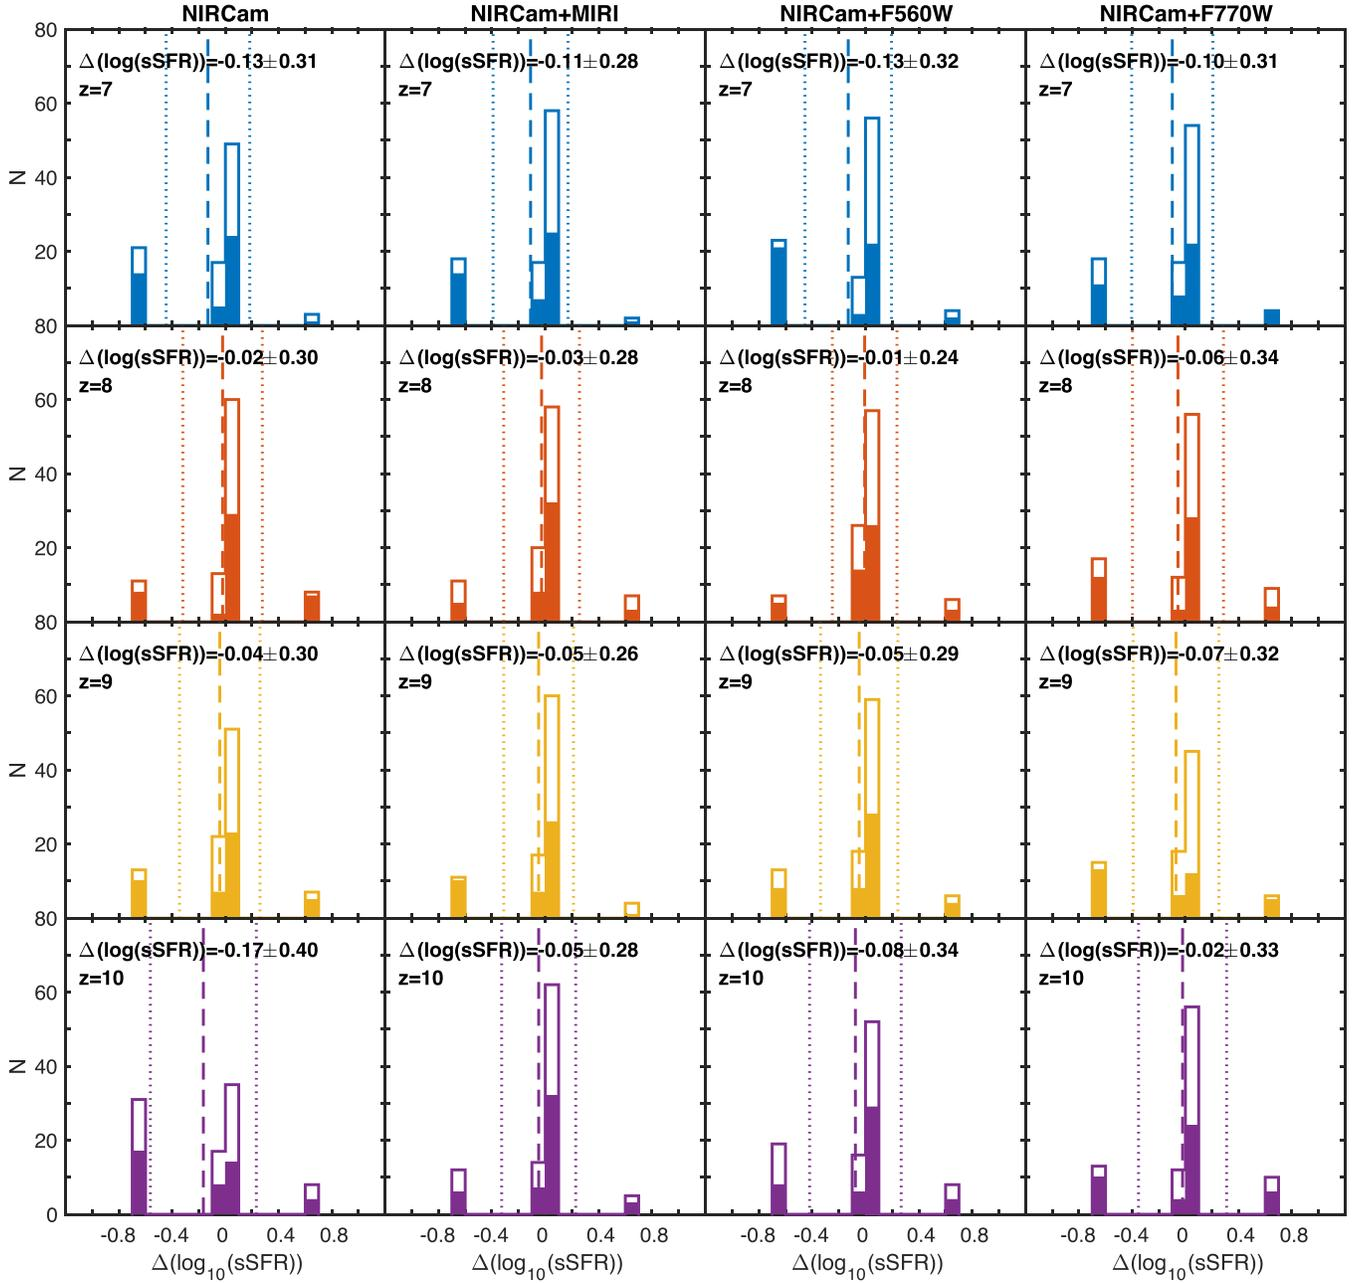 NIRCam NIRCam+MIRI NIRCam+F560W NIRCam+F770W
80
Δ(log(sSFR))=-0.13±0.31 Δ(log(sSFR))=-0.11±0.28 Δ(log(sSFR))=-0.13±0.32 Δ(log(sSFR))=-0.10±0.31
z=7 z=7 z=7 z=7
60
N 40
20
80
Δ(log(sSFR))=-0.02±0.30 Δ(log(sSFR))=-0.03±0.28 Δ(log(sSFR))=-0.01±0.24 Δ(log(sSFR))=-0.06±0.34
z=8 z=8 z=8 z=8
60
N 40
20
80
Δ(log(sSFR))=-0.04±0.30 Δ(log(sSFR))=-0.05±0.26 Δ(log(sSFR))=-0.05±0.29 Δ(log(sSFR))=-0.07±0.32
z=9 z=9 z=9 z=9
60
N 40
20
80
Δ(log(sSFR))=-0.17±0.40 Δ(log(sSFR))=-0.05±0.28 Δ(log(sSFR))=-0.08±0.34 Δ(log(sSFR))=-0.02±0.33
z=10 z=10 z=10 z=10
60
N 40
20
0
-0.8 -0.4 0 0.4 0.8 -0.8 -0.4 0 0.4 0.8 -0.8 -0.4 0 0.4 0.8 -0.8 -0.4 0 0.4 0.8
Δ(log10(sSFR)) Δ(log10(sSFR)) Δ(log10(sSFR)) Δ(log10(sSFR))